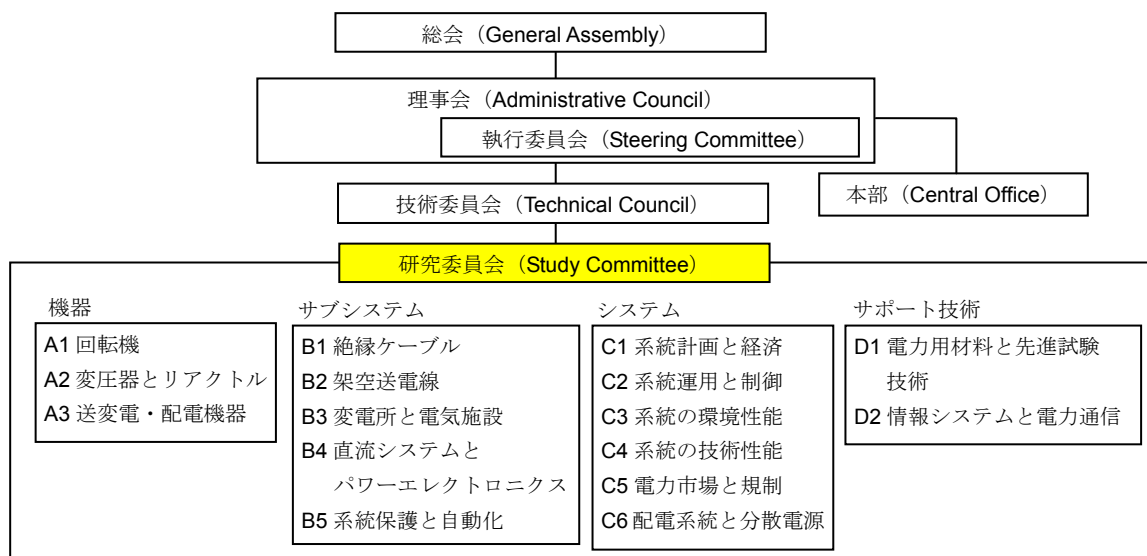 総会（General Assembly）
理事会（Administrative Council）
執行委員会（Steering Committee）
本部（Central Office）
技術委員会（Technical Council）
研究委員会（Study Committee）
機器
A1 回転機
A2 変圧器とリアクトル
A3 送変電・配電機器
サブシステム
B1 絶縁ケーブル
B2 架空送電線
B3 変電所と電気施設
B4 直流システムと
パワーエレクトロニクス
B5 系統保護と自動化
システム
C1 系統計画と経済
C2 系統運用と制御
C3 系統の環境性能
C4 系統の技術性能
C5 電力市場と規制
C6 配電系統と分散電源
サポート技術
D1 電力用材料と先進試験
技術
D2 情報システムと電力通信